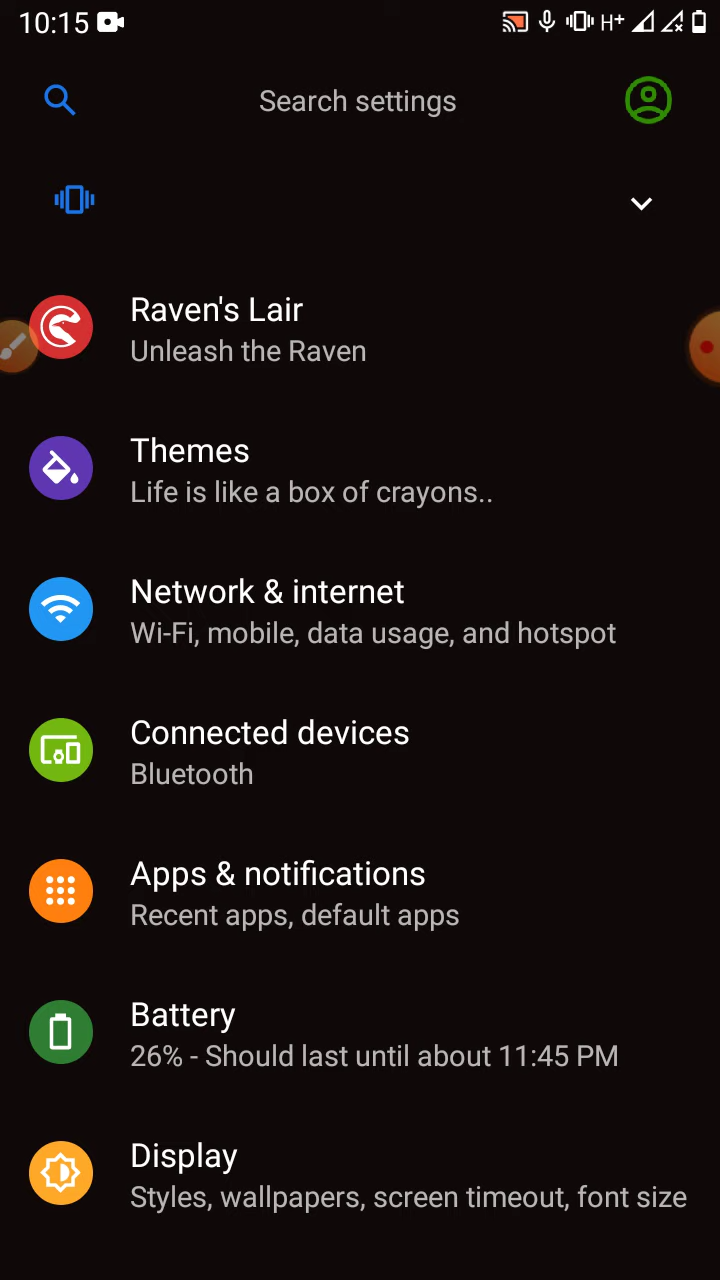 10:15
H+
Search settings
Raven's Lair
Unleash the Raven
Themes
Life is like a box of crayons..
Network & internet
Wi-Fi, mobile, data usage, and hotspot
Connected devices
Bluetooth
Apps & notifications
Recent apps, default apps
Battery
26% - Should last until about 11:45 PM
Display
Styles, wallpapers, screen timeout, font size